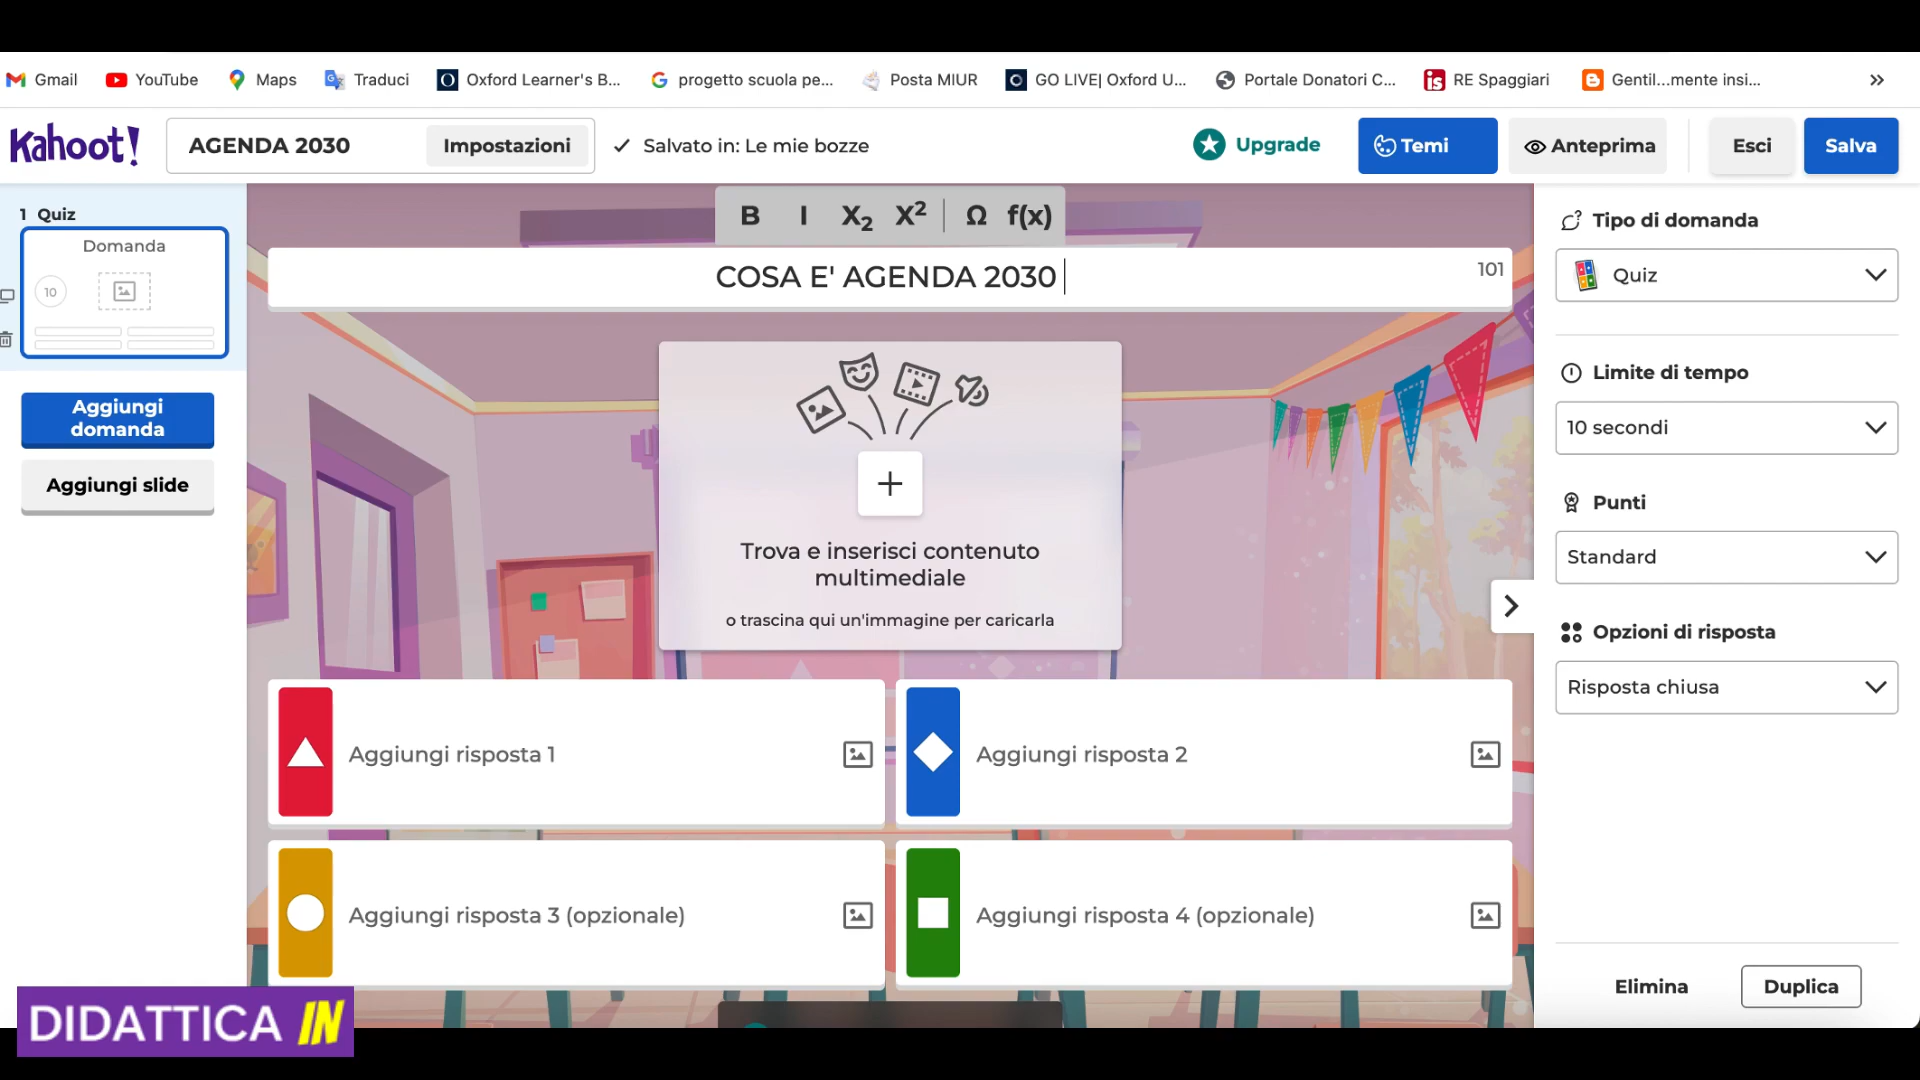 Gmail
YouTube
Maps
Traduci
Oxford Learner's B...
progetto scuola pe...
Posta MIUR
GO LIVE| Oxford U...
Portale Donatori C...
RE Spaggiari
Gentil...mente insi...
Kahoot!
AGENDA 2030
Impostazioni
Salvato in: Le mie bozze
Upgrade
Temi
Anteprima
Esci
Salva
1 Quiz
Domanda
10
Aggiungi
domanda
Aggiungi slide
B I X₂ X² Ω f(x)
COSA E' AGENDA 2030
101
Trova e inserisci contenuto
multimediale
o trascina qui un'immagine per caricarla
Aggiungi risposta 1
Aggiungi risposta 2
Aggiungi risposta 3 (opzionale)
Aggiungi risposta 4 (opzionale)
Tipo di domanda
Quiz
Limite di tempo
10 secondi
Punti
Standard
Opzioni di risposta
Risposta chiusa
Elimina
Duplica
DIDATTICA IN